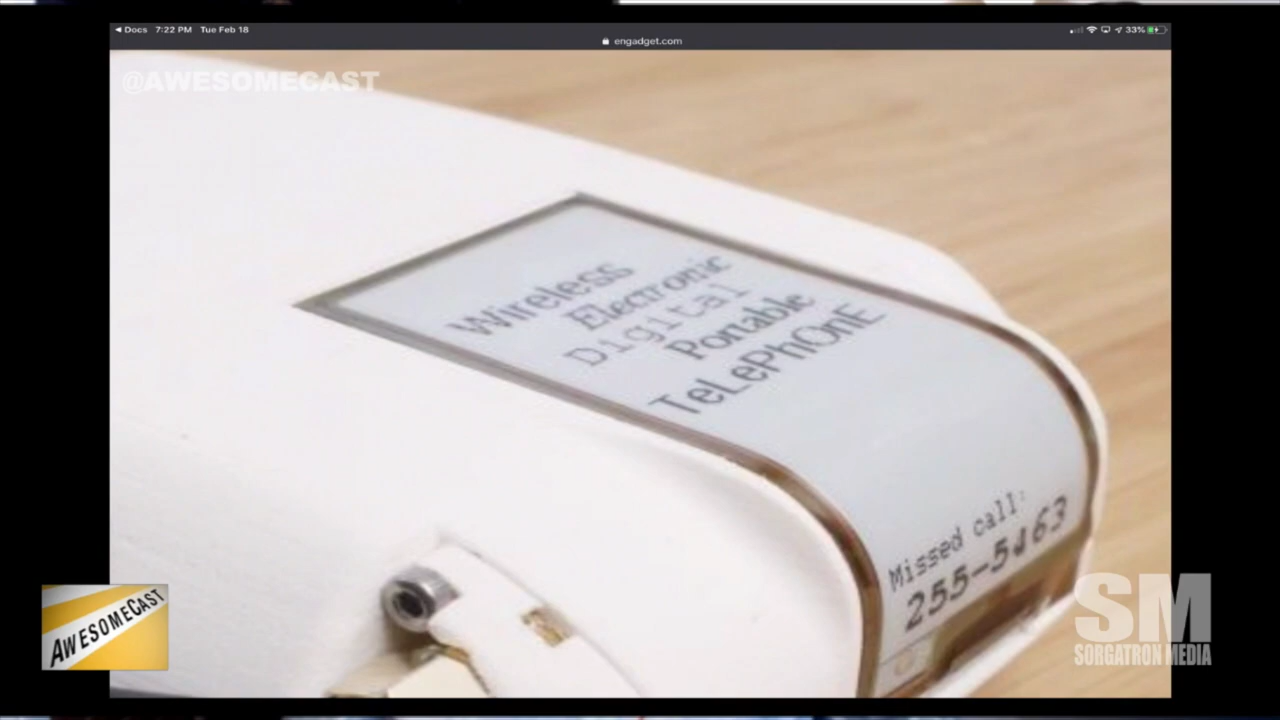 Docs 7:22 PM Tue Feb 18
engadget.com
33%
@AWESOMECAST
Wireless
Electronic
Digital
Portable
TeLePhOnE
Missed call:
255-5463
AWESOMECAST
SM
SORGATRON MEDIA